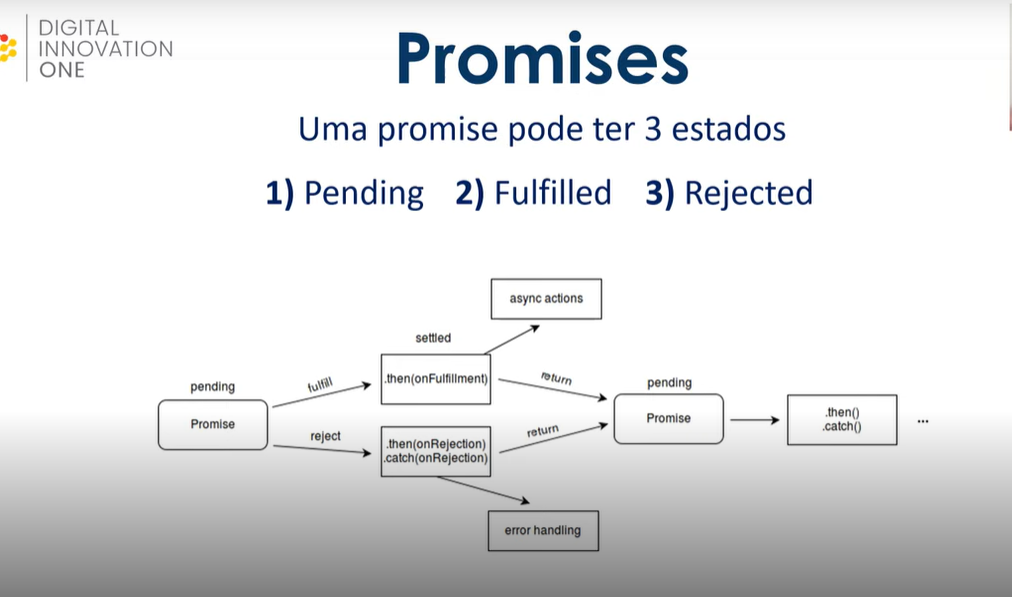 DIGITAL
INNOVATION
ONE
Promises
Uma promise pode ter 3 estados
1) Pending 2) Fulfilled 3) Rejected
async actions
settled
pending
fulfill
.then(onFulfillment)
return
pending
Promise
reject
.then(onRejection)
.catch(onRejection)
return
Promise
.then()
.catch()
...
error handling